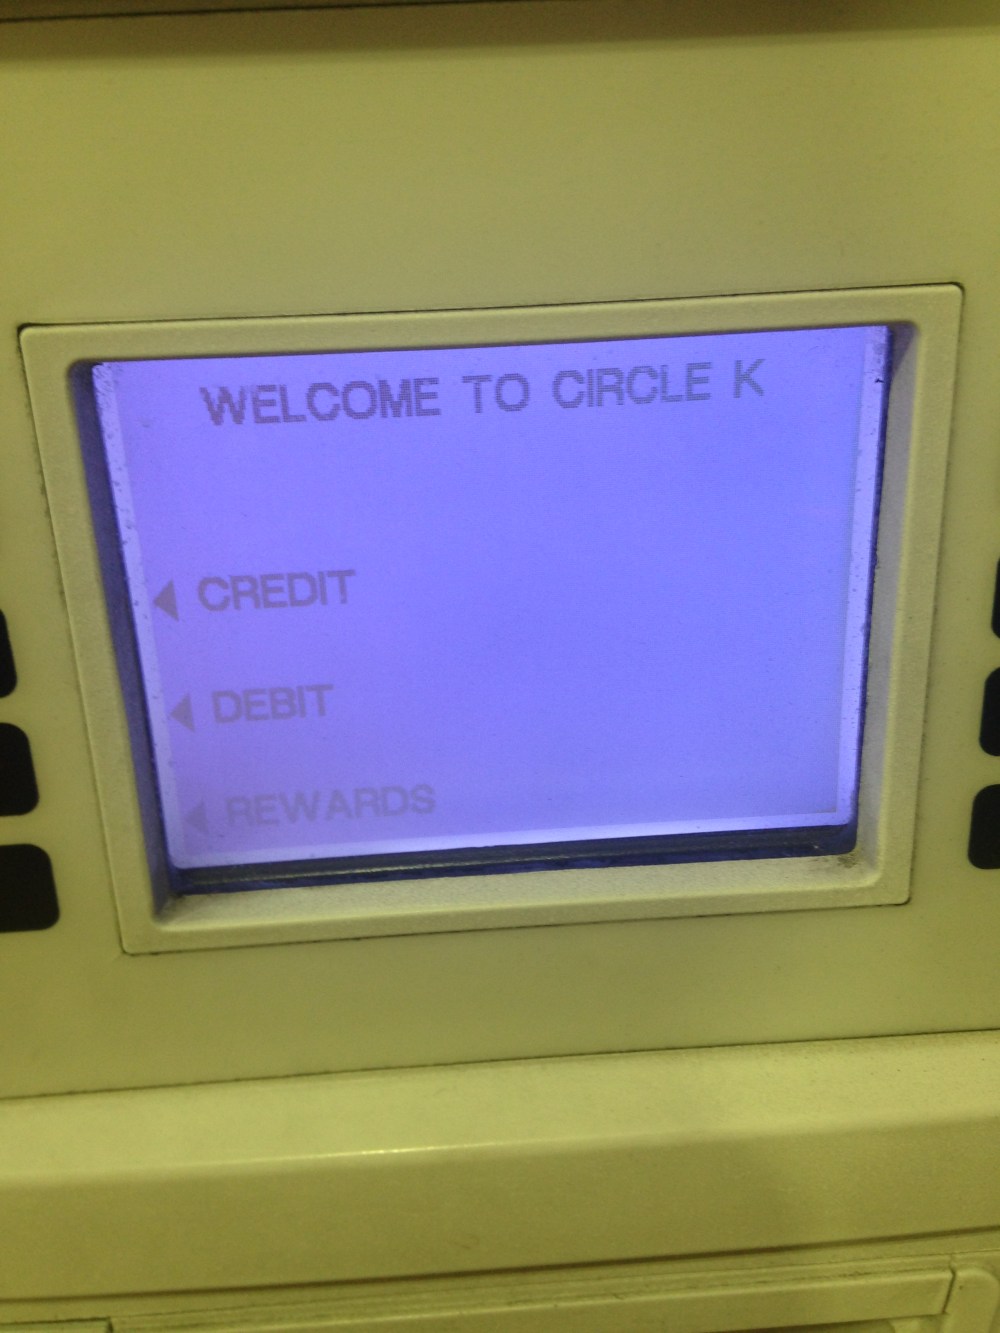 WELCOME TO CIRCLE K
CREDIT
DEBIT
REWARDS